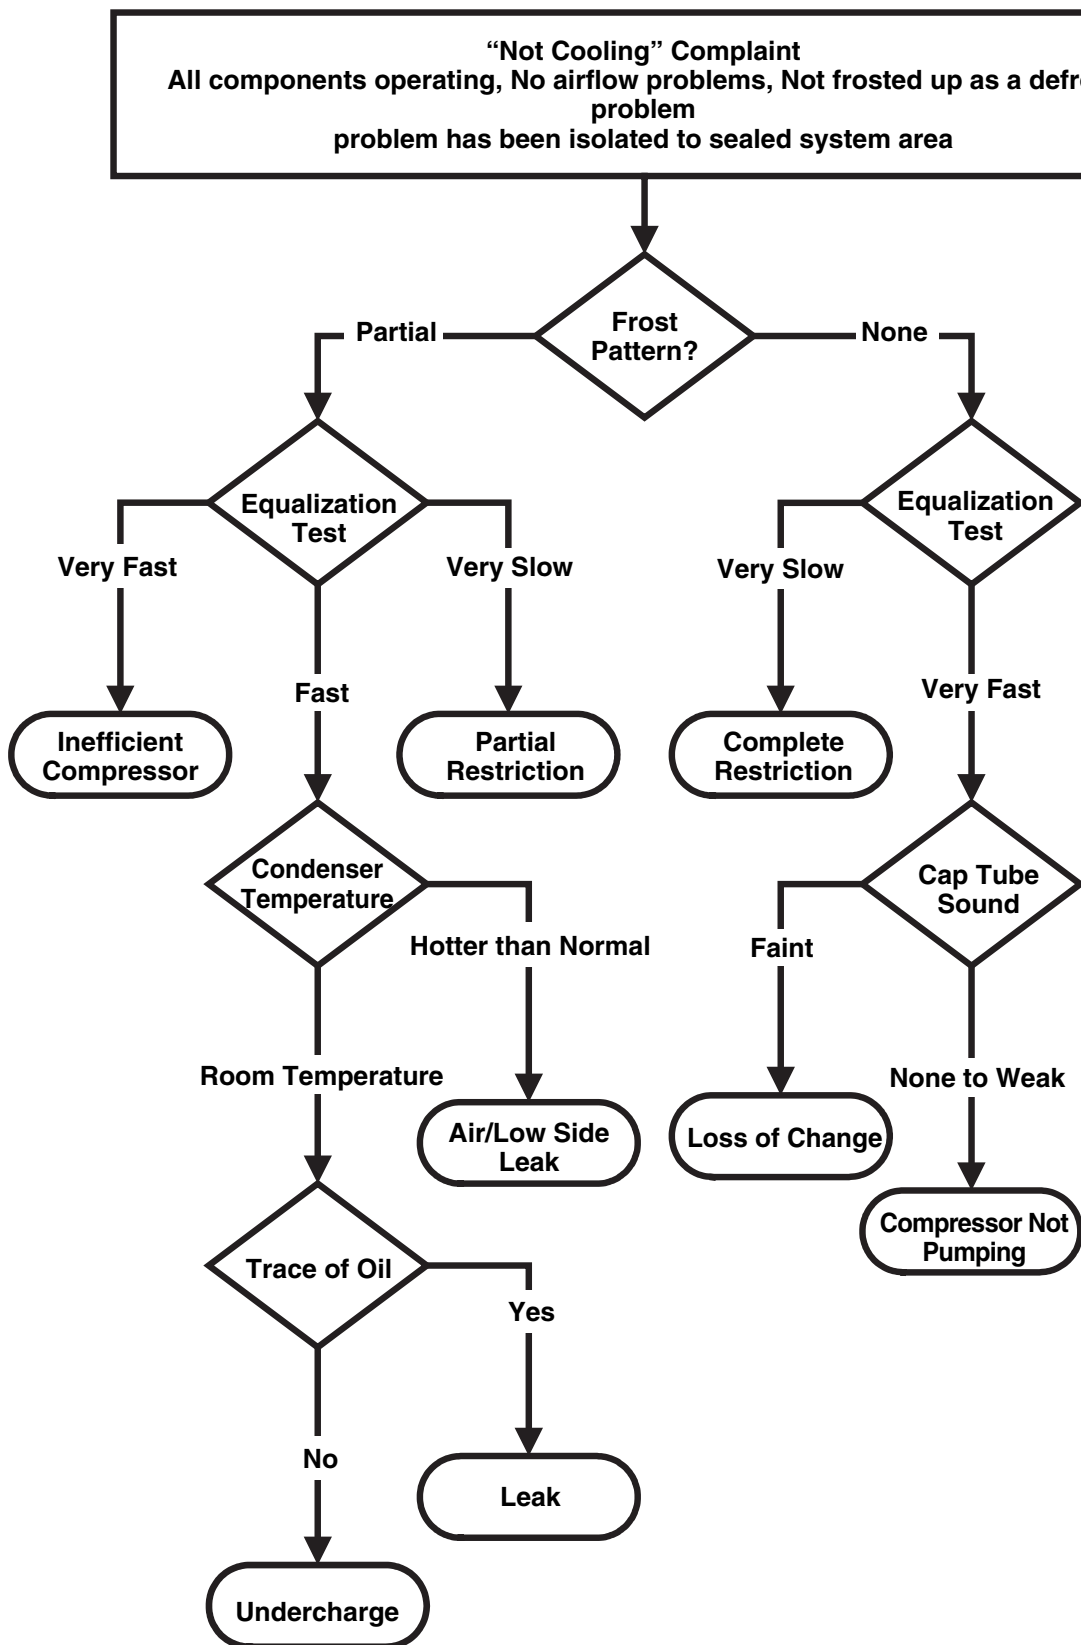 “Not Cooling” Complaint
All components operating, No airflow problems, Not frosted up as a defr
problem
problem has been isolated to sealed system area
Frost
Pattern?
Partial
None
Equalization
Test
Equalization
Test
Very Fast
Very Slow
Very Slow
Fast
Very Fast
Inefficient
Compressor
Partial
Restriction
Complete
Restriction
Condenser
Temperature
Cap Tube
Sound
Hotter than Normal
Faint
Room Temperature
None to Weak
Air/Low Side
Leak
Loss of Change
Compressor Not
Pumping
Trace of Oil
Yes
No
Leak
Undercharge